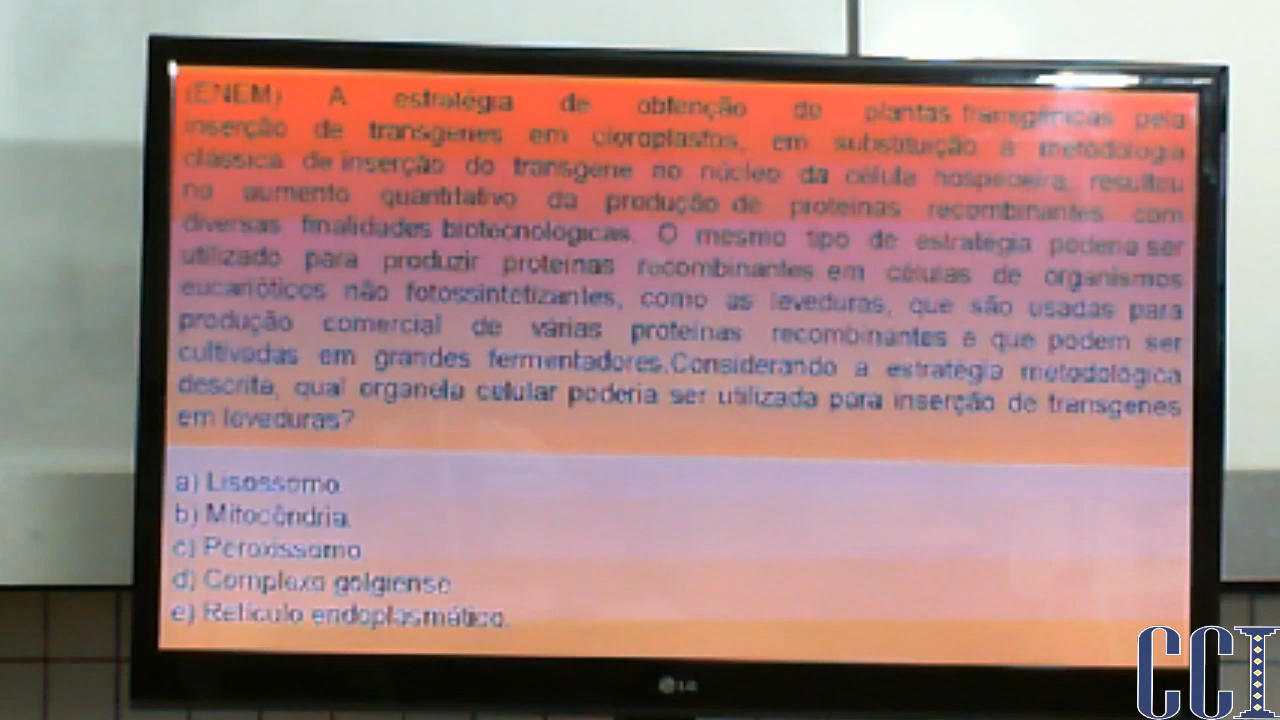 (ENEM) A estratégia de obtenção de plantas transgênicas pela
inserção de transgenes em cloroplastos, em substituição à metodologia
clássica de inserção do transgene no núcleo da célula hospedeira, resultou
no aumento quantitativo da produção de proteínas recombinantes com
diversas finalidades biotecnológicas. O mesmo tipo de estratégia poderia ser
utilizado para produzir proteínas recombinantes em células de organismos
eucarióticos não fotossintetizantes, como as leveduras, que são usadas para
produção comercial de várias proteínas recombinantes e que podem ser
cultivadas em grandes fermentadores.Considerando a estratégia metodológica
descrita, qual organela celular poderia ser utilizada para inserção de transgenes
em leveduras?
a) Lisossomo.
b) Mitocôndria.
c) Peroxissomo.
d) Complexo golgiense.
e) Retículo endoplasmático.
LG
CCI